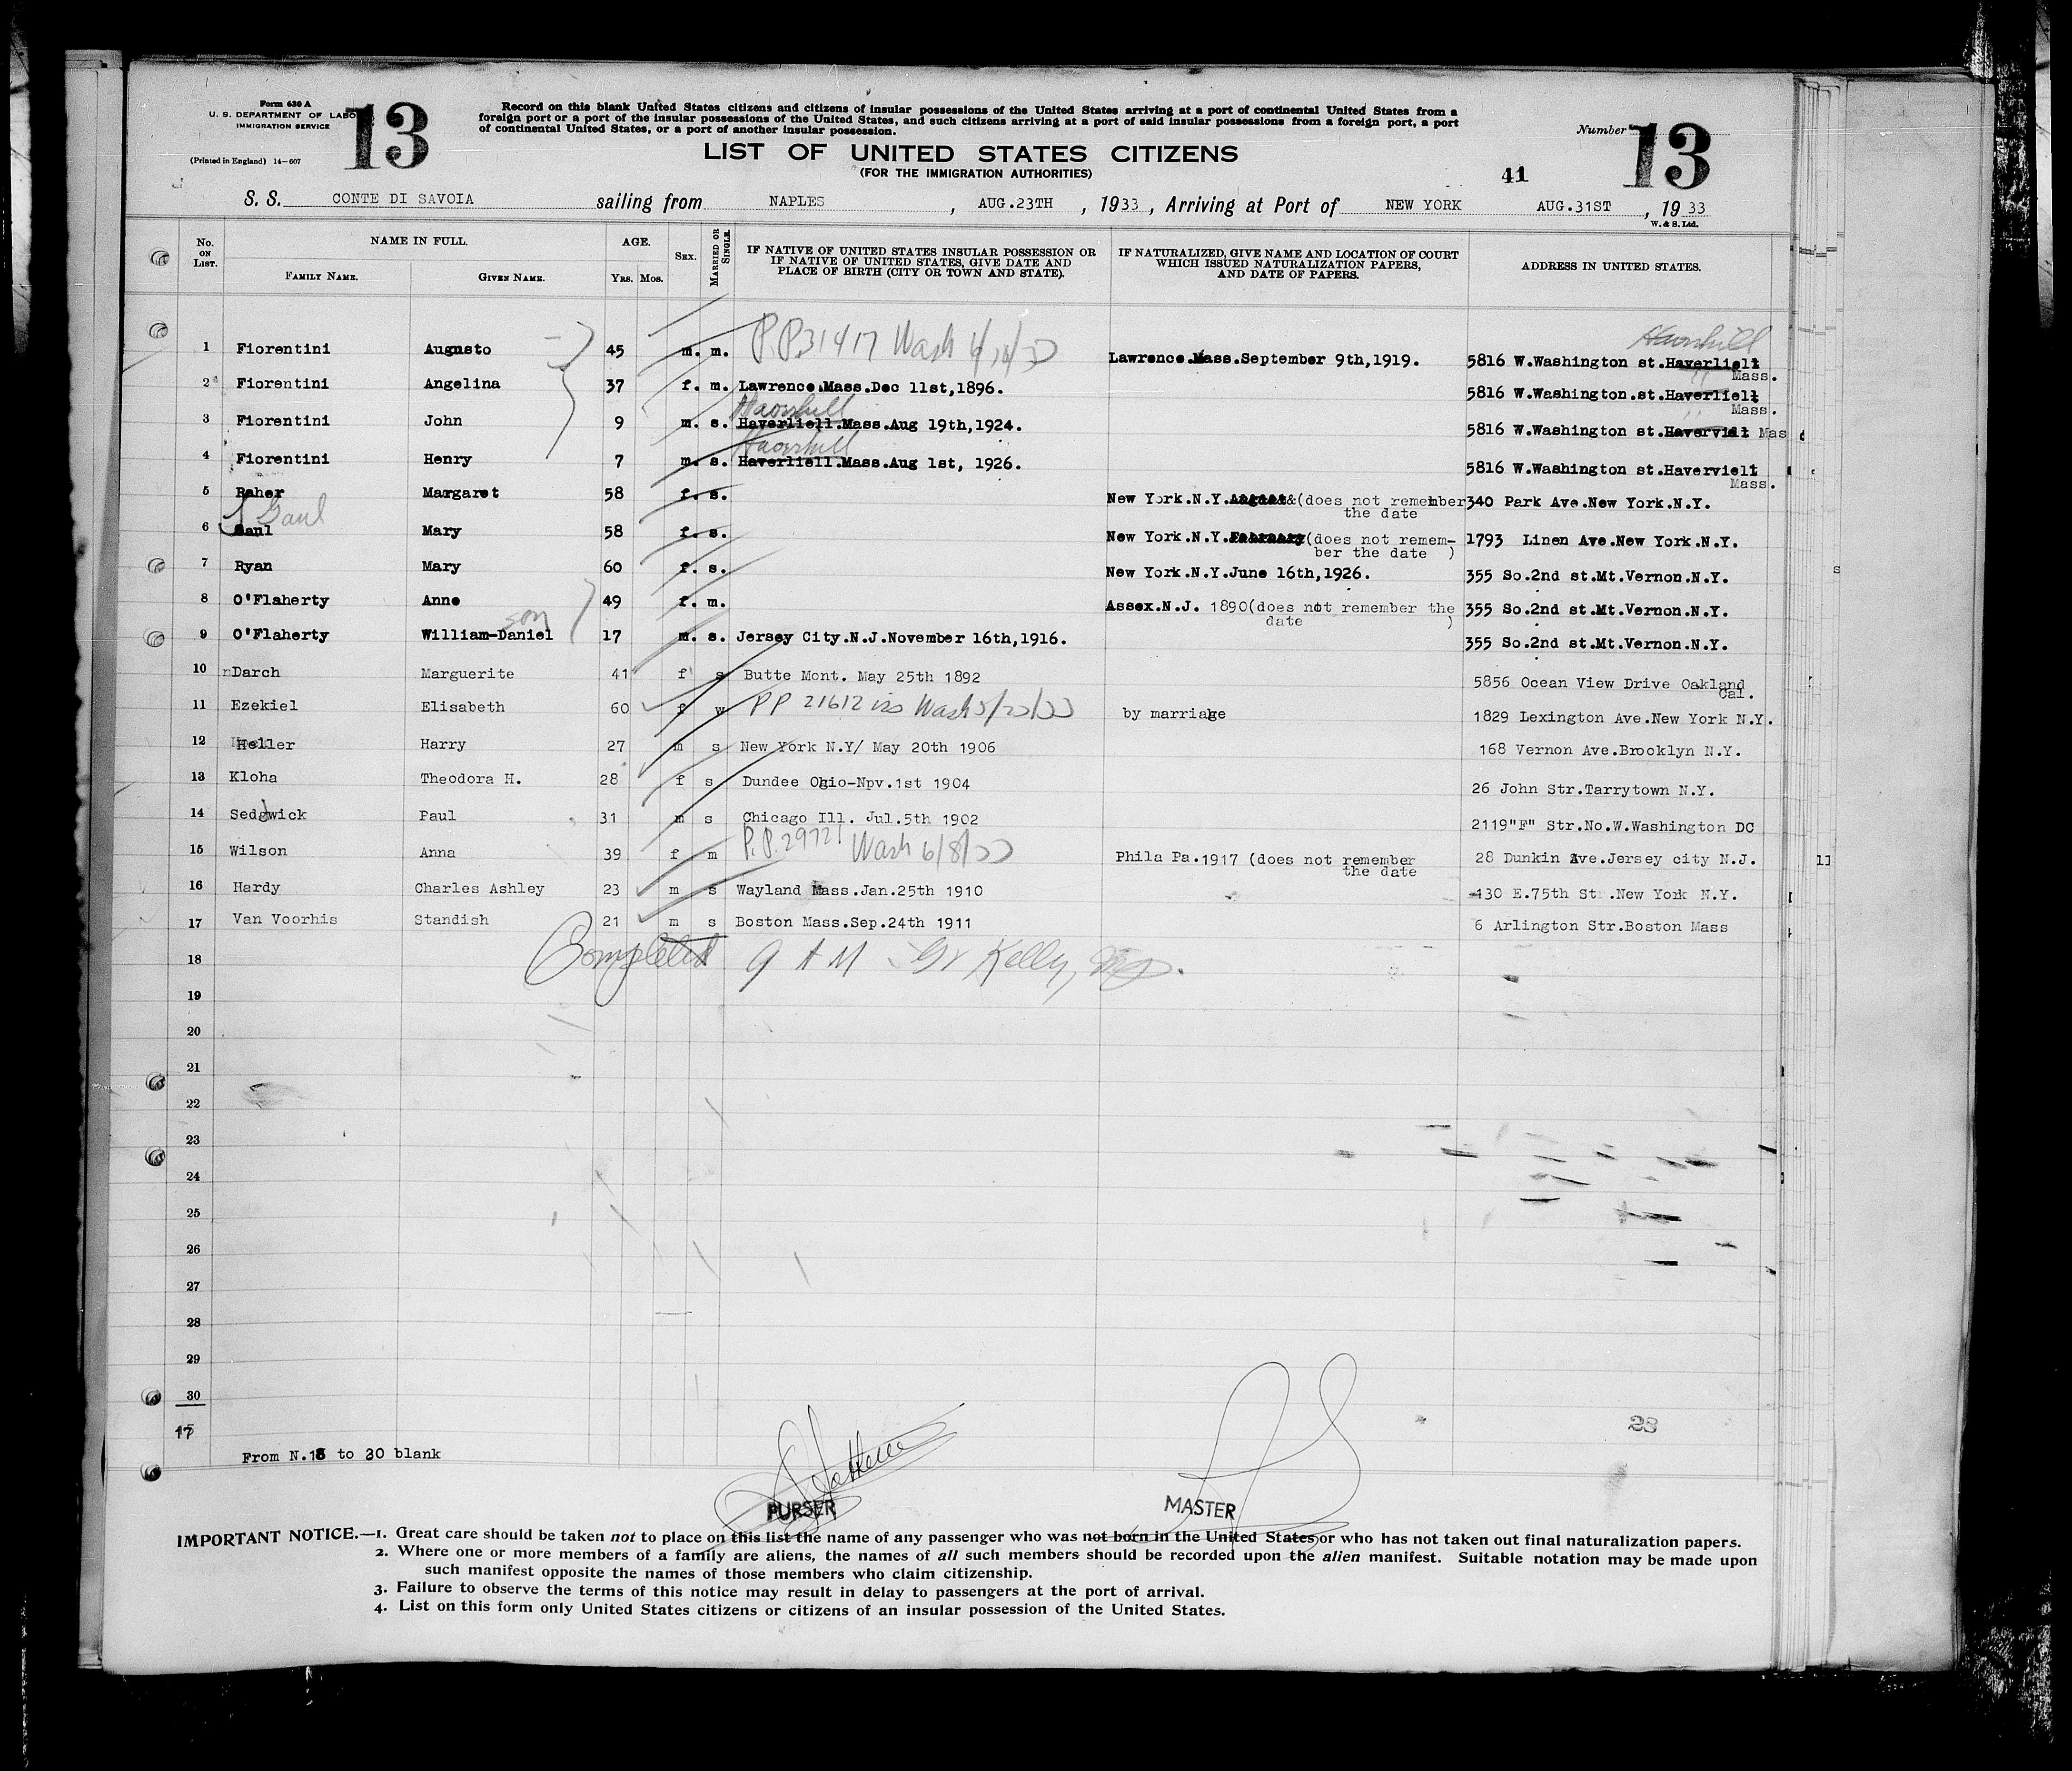 Form 630 A
U. S. DEPARTMENT OF LABO
IMMIGRATION SERVICE
(Printed in England) 14-607
13
Record on this blank United States citizens and citizens of insular possessions of the United States arriving at a port of continental United States from a
foreign port or a port of the insular possessions of the United States, and such citizens arriving at a port of said insular possessions from a foreign port, a port
of continental United States, or a port of another insular possession.
LIST OF UNITED STATES CITIZENS
(FOR THE IMMIGRATION AUTHORITIES)
Number 13
41
S. S. CONTE DI SAVOIA sailing from NAPLES, AUG.23TH, 1933, Arriving at Port of NEW YORK AUG.31ST, 1933
W. & S. Ltd.
No. ON LIST. NAME IN FULL. FAMILY NAME. GIVEN NAME. AGE. YRS. MOS. SEX. MARRIED OR SINGLE. IF NATIVE OF UNITED STATES INSULAR POSSESSION OR IF NATIVE OF UNITED STATES, GIVE DATE AND PLACE OF BIRTH (CITY OR TOWN AND STATE). IF NATURALIZED, GIVE NAME AND LOCATION OF COURT WHICH ISSUED NATURALIZATION PAPERS, AND DATE OF PAPERS. ADDRESS IN UNITED STATES.
Haverhill
1 Fiorentini Augusto 45 m. m. P.P.31417 Wash Lawrence.Mass.September 9th,1919. 5816 W.Washington st.Haverliell Mass.
2 Fiorentini Angelina 37 f. m. Lawrence.Mass.Dec 11st,1896. 5816 W.Washington.st.Haverliell Mass.
Haverhill
3 Fiorentini John 9 m. s. Haverliell.Mass.Aug 19th,1924. 5816 W.Washington st.Havervidl Mas
Haverhill
4 Fiorentini Henry 7 m. s. Haverliell.Mass.Aug 1st, 1926. 5816 W.Washington st.Haverviell Mass.
5 Raher Margaret 58 f. s. New York.N.Y. (does not remember the date 340 Park Ave.New York.N.Y.
Gaul
6 Saul Mary 58 f. s. New York.N.Y.February(does not remem- ber the date ) 1793 Linen Ave.New York.N.Y.
7 Ryan Mary 60 f. s. New York.N.Y.June 16th,1926. 355 So.2nd st.Mt.Vernon.N.Y.
8 O'Flaherty Anne 49 f. m. Assex.N.J. 1890(does not remember the date ) 355 So.2nd st.Mt.Vernon.N.Y.
son
9 O'Flaherty William-Daniel 17 m. s. Jersey City.N.J.November 16th,1916. 355 So.2nd st.Mt.Vernon.N.Y.
10 Darch Marguerite 41 f s Butte Mont. May 25th 1892 5856 Ocean View Drive Oakland Cal.
11 Ezekiel Elisabeth 60 f w PP 21612 iss Wash 5/23/33 by marriage 1829 Lexington Ave.New York N.Y.
12 Heller Harry 27 m s New York N.Y/ May 20th 1906 168 Vernon Ave.Brooklyn N.Y.
13 Kloha Theodora H. 28 f s Dundee Ogio-Npv.1st 1904 26 John Str.Tarrytown N.Y.
14 Sedgwick Paul 31 m s Chicago Ill. Jul.5th 1902 2119"F" Str.No.W.Washington DC
15 Wilson Anna 39 f m P.P.29721 Wash 6/8/33 Phila Pa.1917 (does not remember the date 28 Dunkin Ave.Jersey city N.J.
16 Hardy Charles Ashley 23 m s Wayland Mass.Jan.25th 1910 130 E.75th St .New York N.Y.
17 Van Voorhis Standish 21 m s Boston Mass.Sep.24th 1911 6 Arlington Str.Boston Mass
18 Completed 9 AM Kelly,
19
20
21
22
23
24
25
26
27
28
29
30
17
28
From N.18 to 30 blank
PURSER
MASTER
IMPORTANT NOTICE.—1. Great care should be taken not to place on this list the name of any passenger who was not born in the United States or who has not taken out final naturalization papers.
2. Where one or more members of a family are aliens, the names of all such members should be recorded upon the alien manifest. Suitable notation may be made upon
such manifest opposite the names of those members who claim citizenship.
3. Failure to observe the terms of this notice may result in delay to passengers at the port of arrival.
4. List on this form only United States citizens or citizens of an insular possession of the United States.